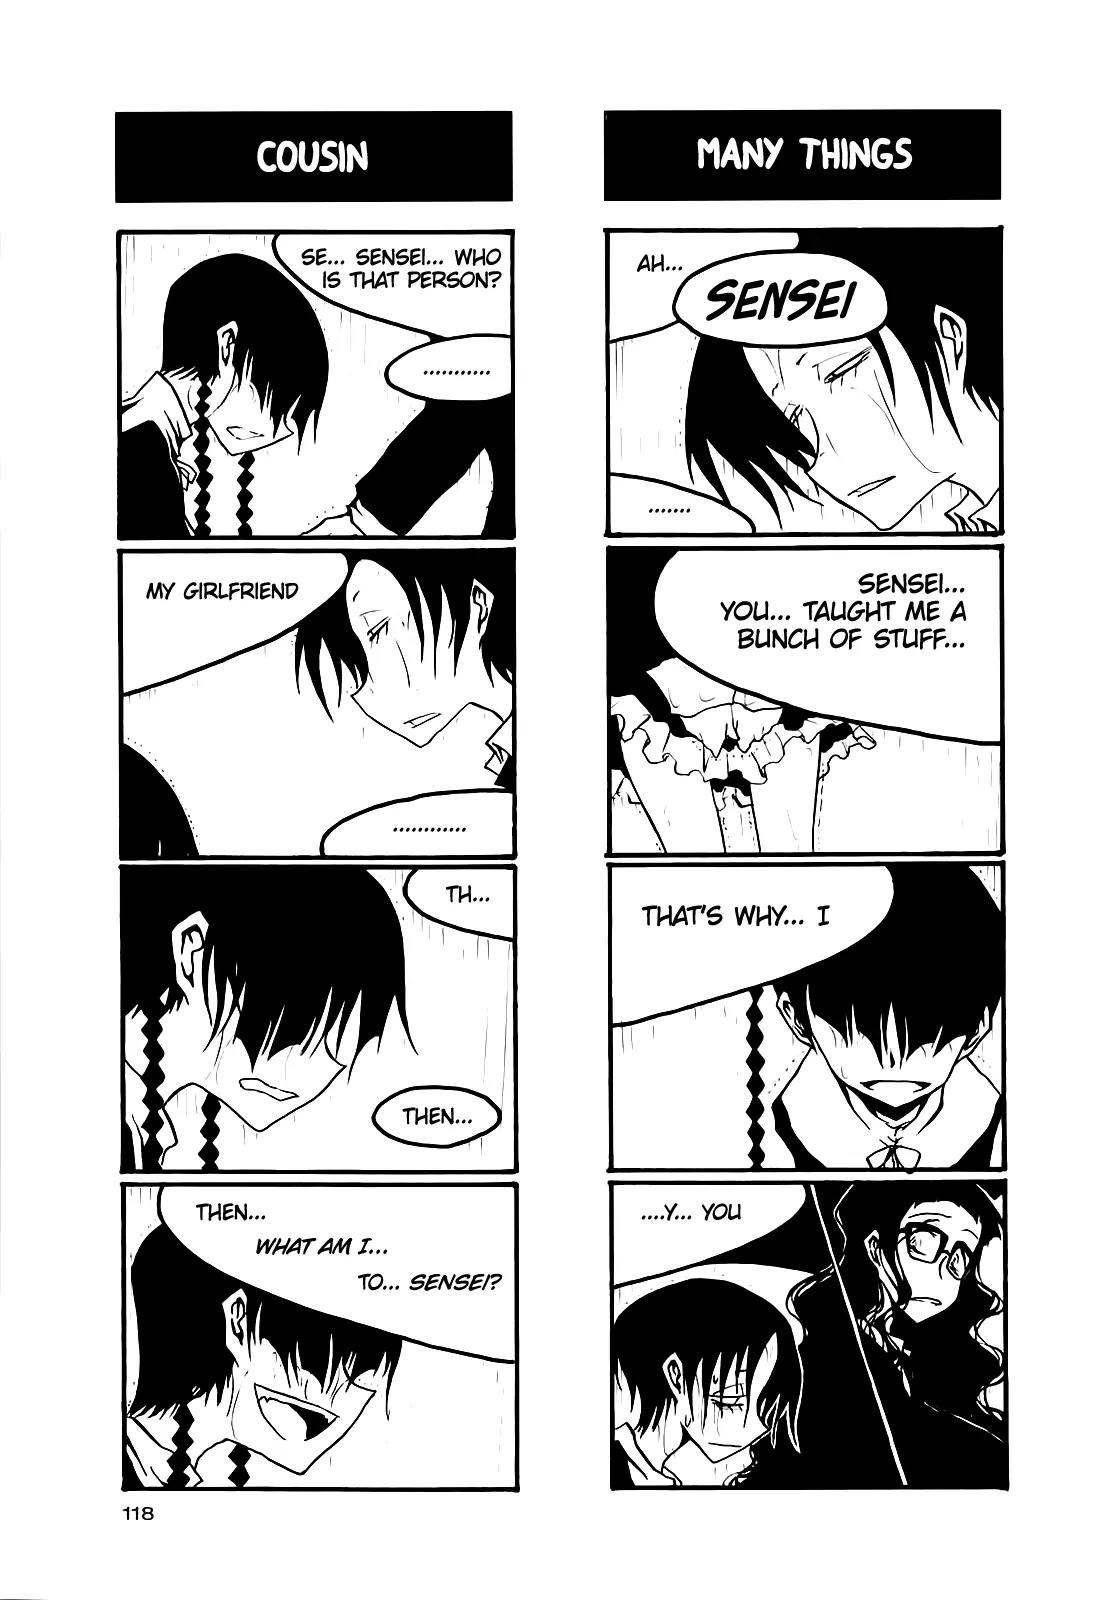 MANY THINGS
AH...
SENSEI
.......
SENSEI...
YOU... TAUGHT ME A
BUNCH OF STUFF...
THAT'S WHY... I
....Y... YOU
COUSIN
SE... SENSEI... WHO
IS THAT PERSON?
............
MY GIRLFRIEND
............
TH...
THEN...
THEN...
WHAT AM I...
TO... SENSEI?
118